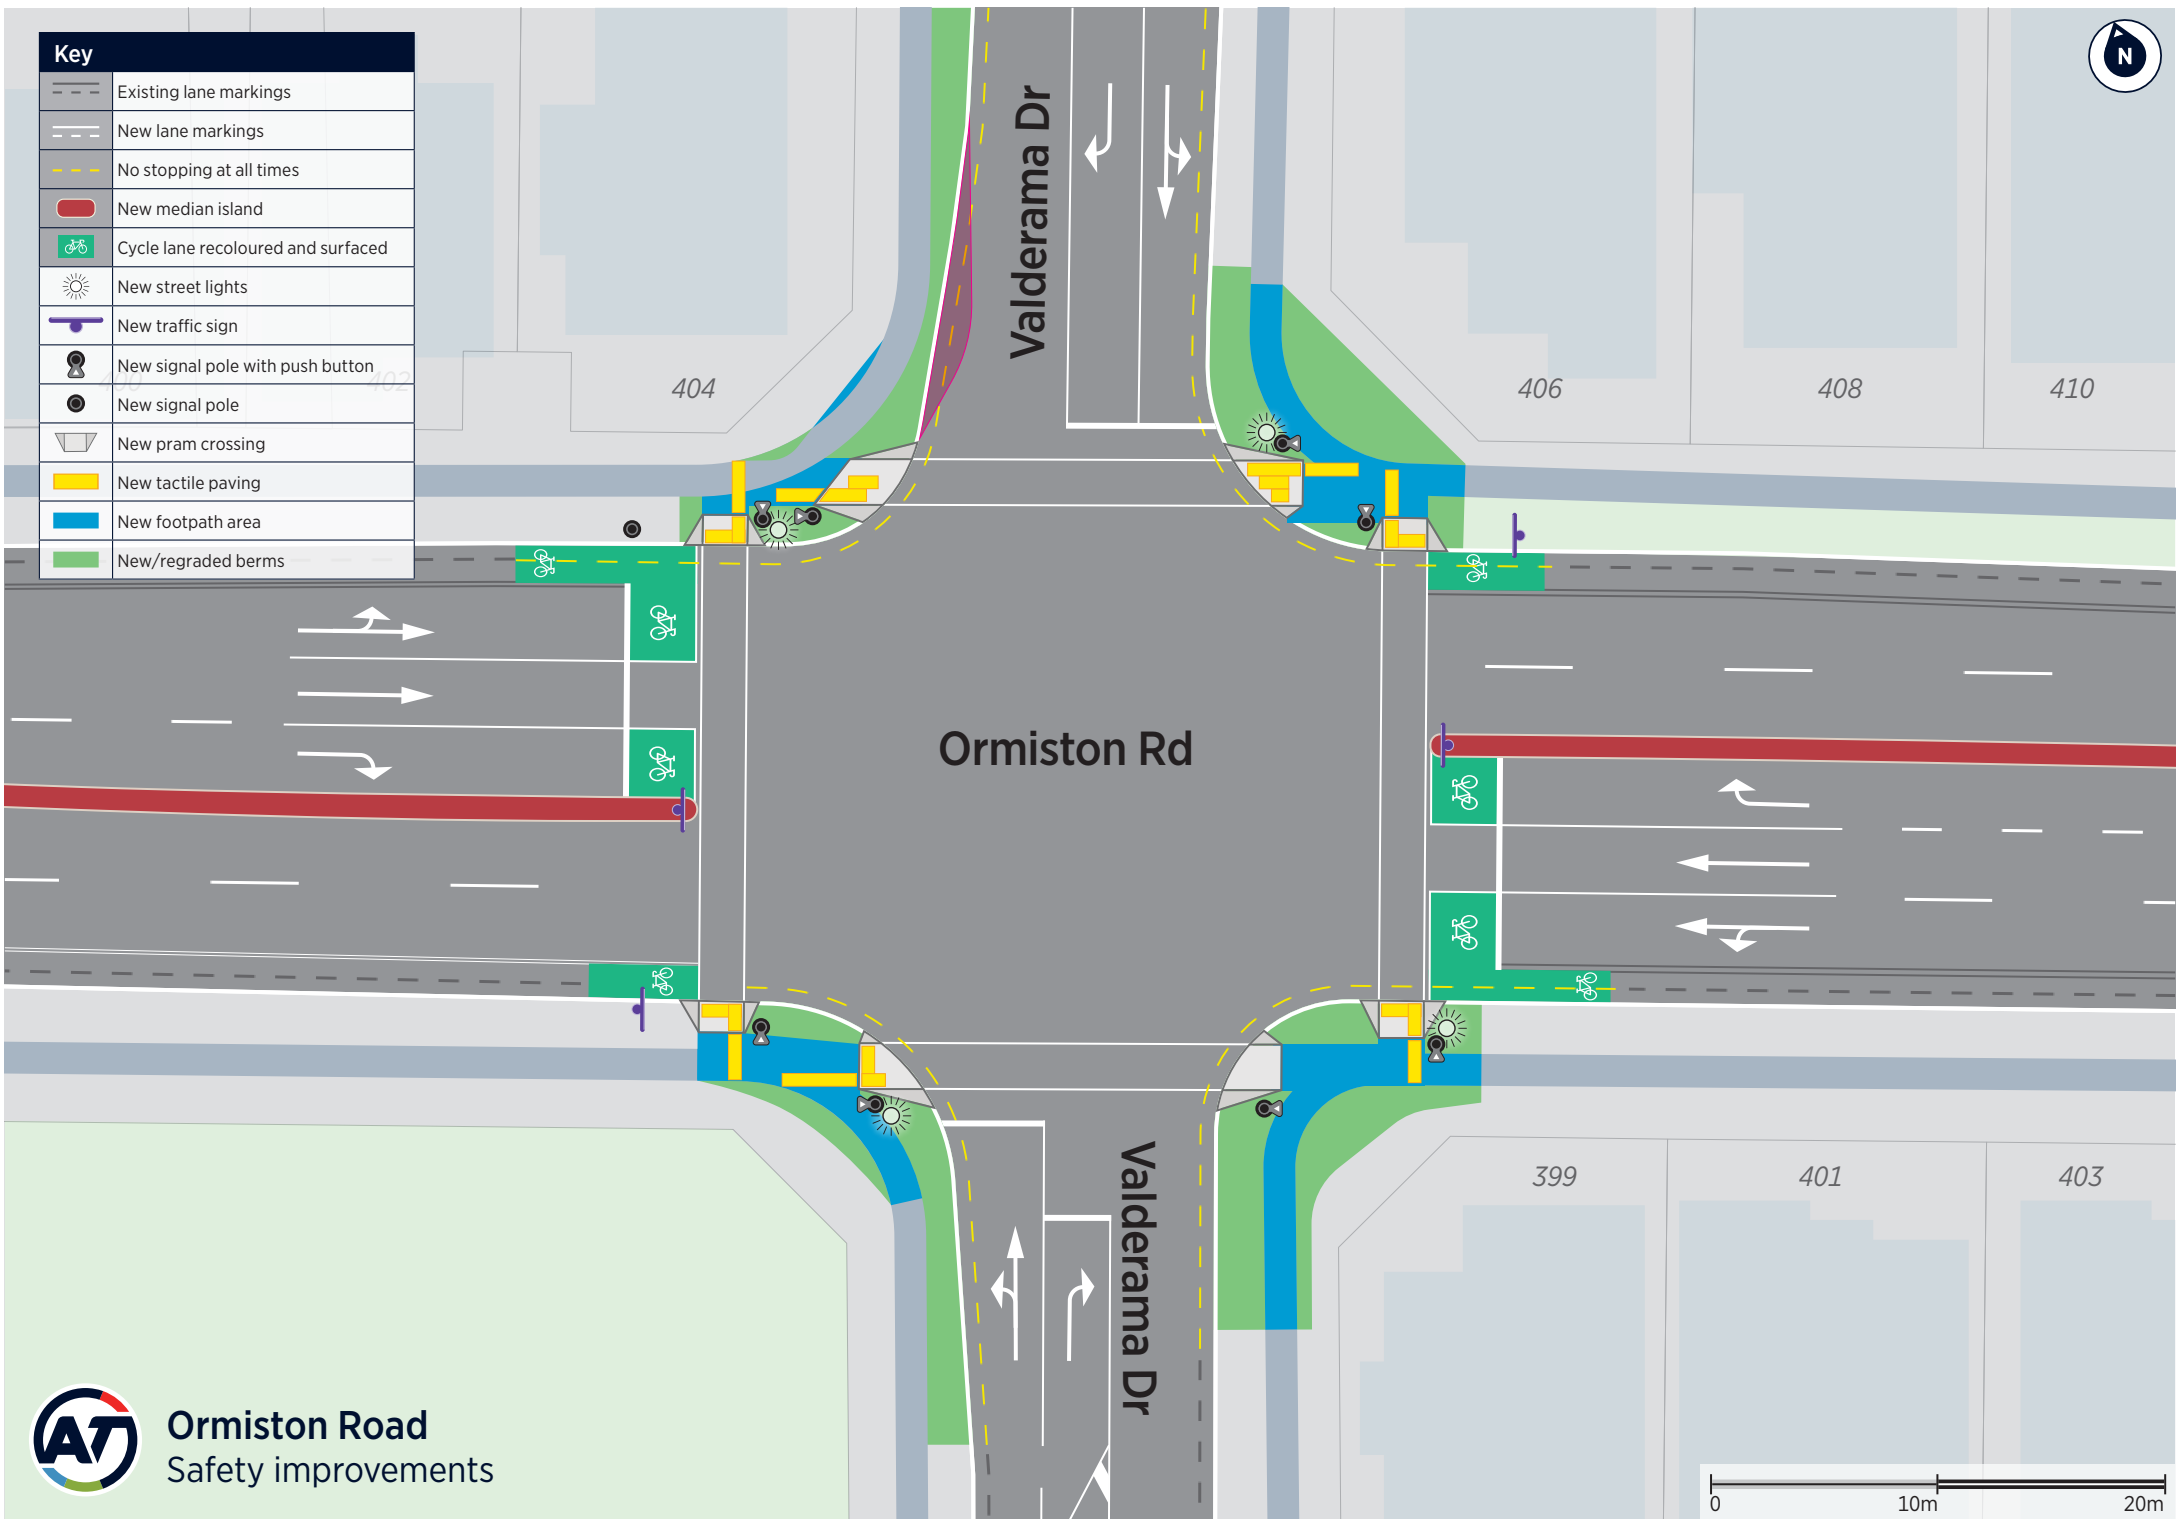 Key
Existing lane markings
New lane markings
No stopping at all times
New median island
Cycle lane recoloured and surfaced
New street lights
New traffic sign
New signal pole with push button
New signal pole
New pram crossing
New tactile paving
New footpath area
New/regraded berms
N
Valderama Dr
400
402
404
406
408
410
Ormiston Rd
Valderama Dr
399
401
403
AT
Ormiston Road
Safety improvements
0 10m 20m